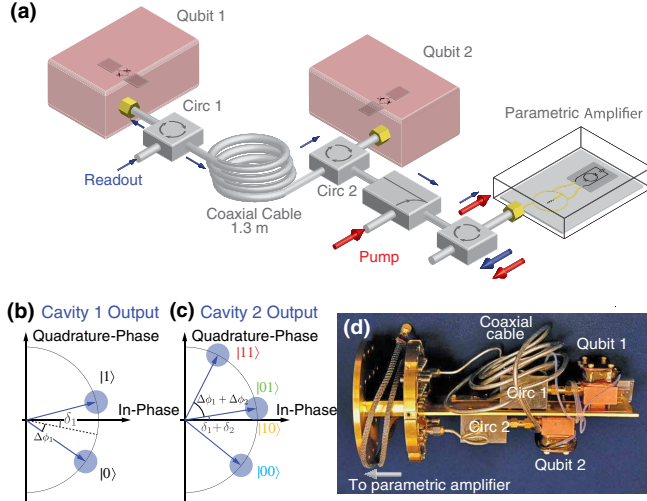 (a)
Qubit 1
Circ 1
Qubit 2
Parametric Amplifier
Readout
Coaxial Cable
1.3 m
Circ 2
Pump
(b) Cavity 1 Output
Quadrature-Phase
|1⟩
In-Phase
δ₁
Δϕ₁
|0⟩
(c) Cavity 2 Output
Quadrature-Phase
|11⟩
Δϕ₁ + Δϕ₂
|01⟩
In-Phase
δ₁ + δ₂
|10⟩
|00⟩
(d)
Coaxial
cable
Qubit 1
Circ 1
Circ 2
Qubit 2
To parametric amplifier